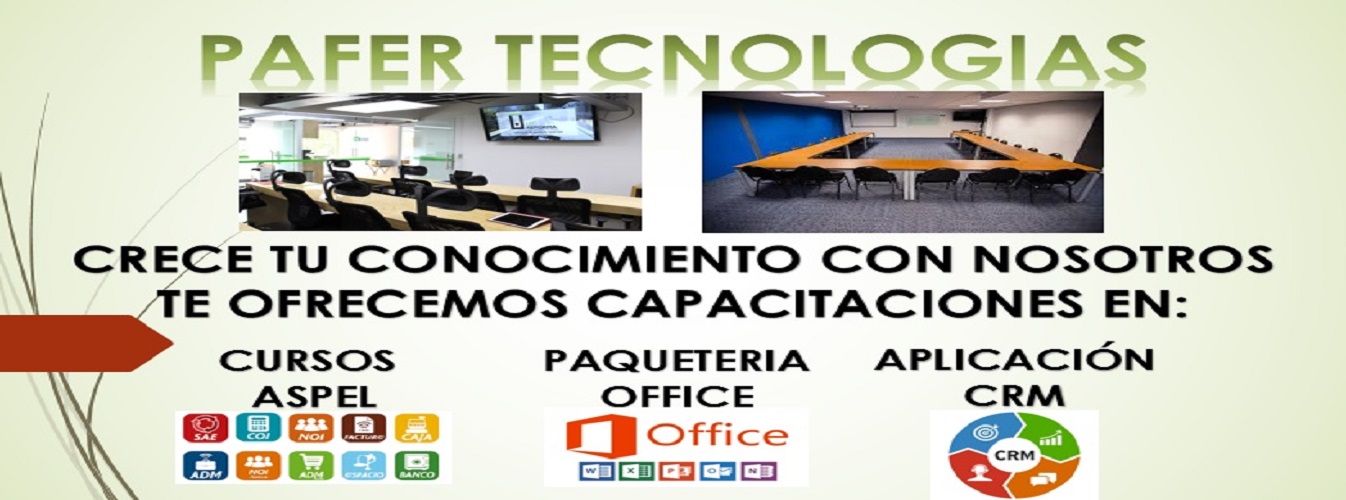 PAFER TECNOLOGIAS
CRECE TU CONOCIMIENTO CON NOSOTROS
TE OFRECEMOS CAPACITACIONES EN:
CURSOS
ASPEL
SAE COI NOI FACTURE CAJA
ADM NOI ADM ESPACIO BANCO
PAQUETERIA
OFFICE
Office
W X P O N
APLICACIÓN
CRM
CRM